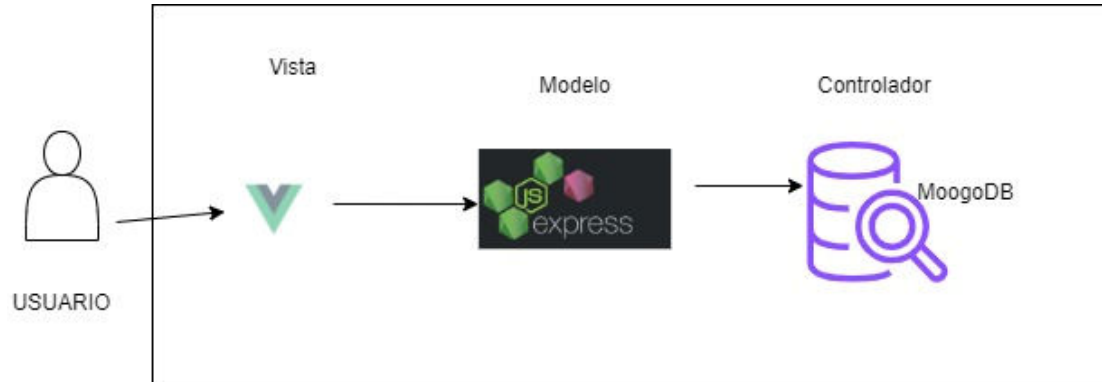 Vista
Modelo
Controlador
JS
express
MoogoDB
USUARIO